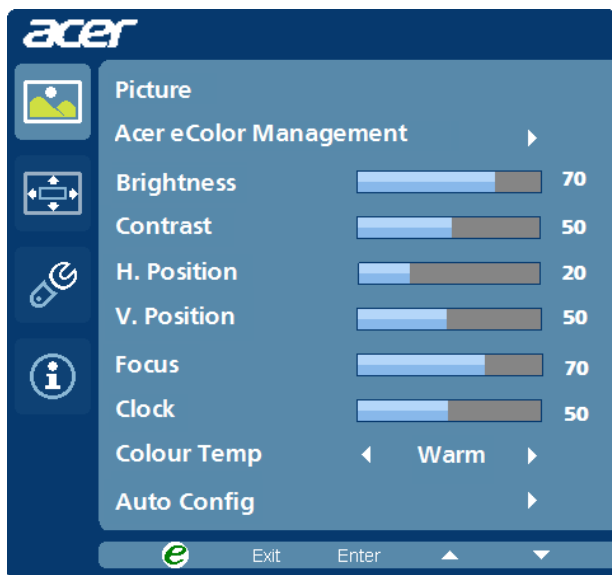 acer
Picture
Acer eColor Management
Brightness 70
Contrast 50
H. Position 20
V. Position 50
Focus 70
Clock 50
Colour Temp Warm
Auto Config
e Exit Enter